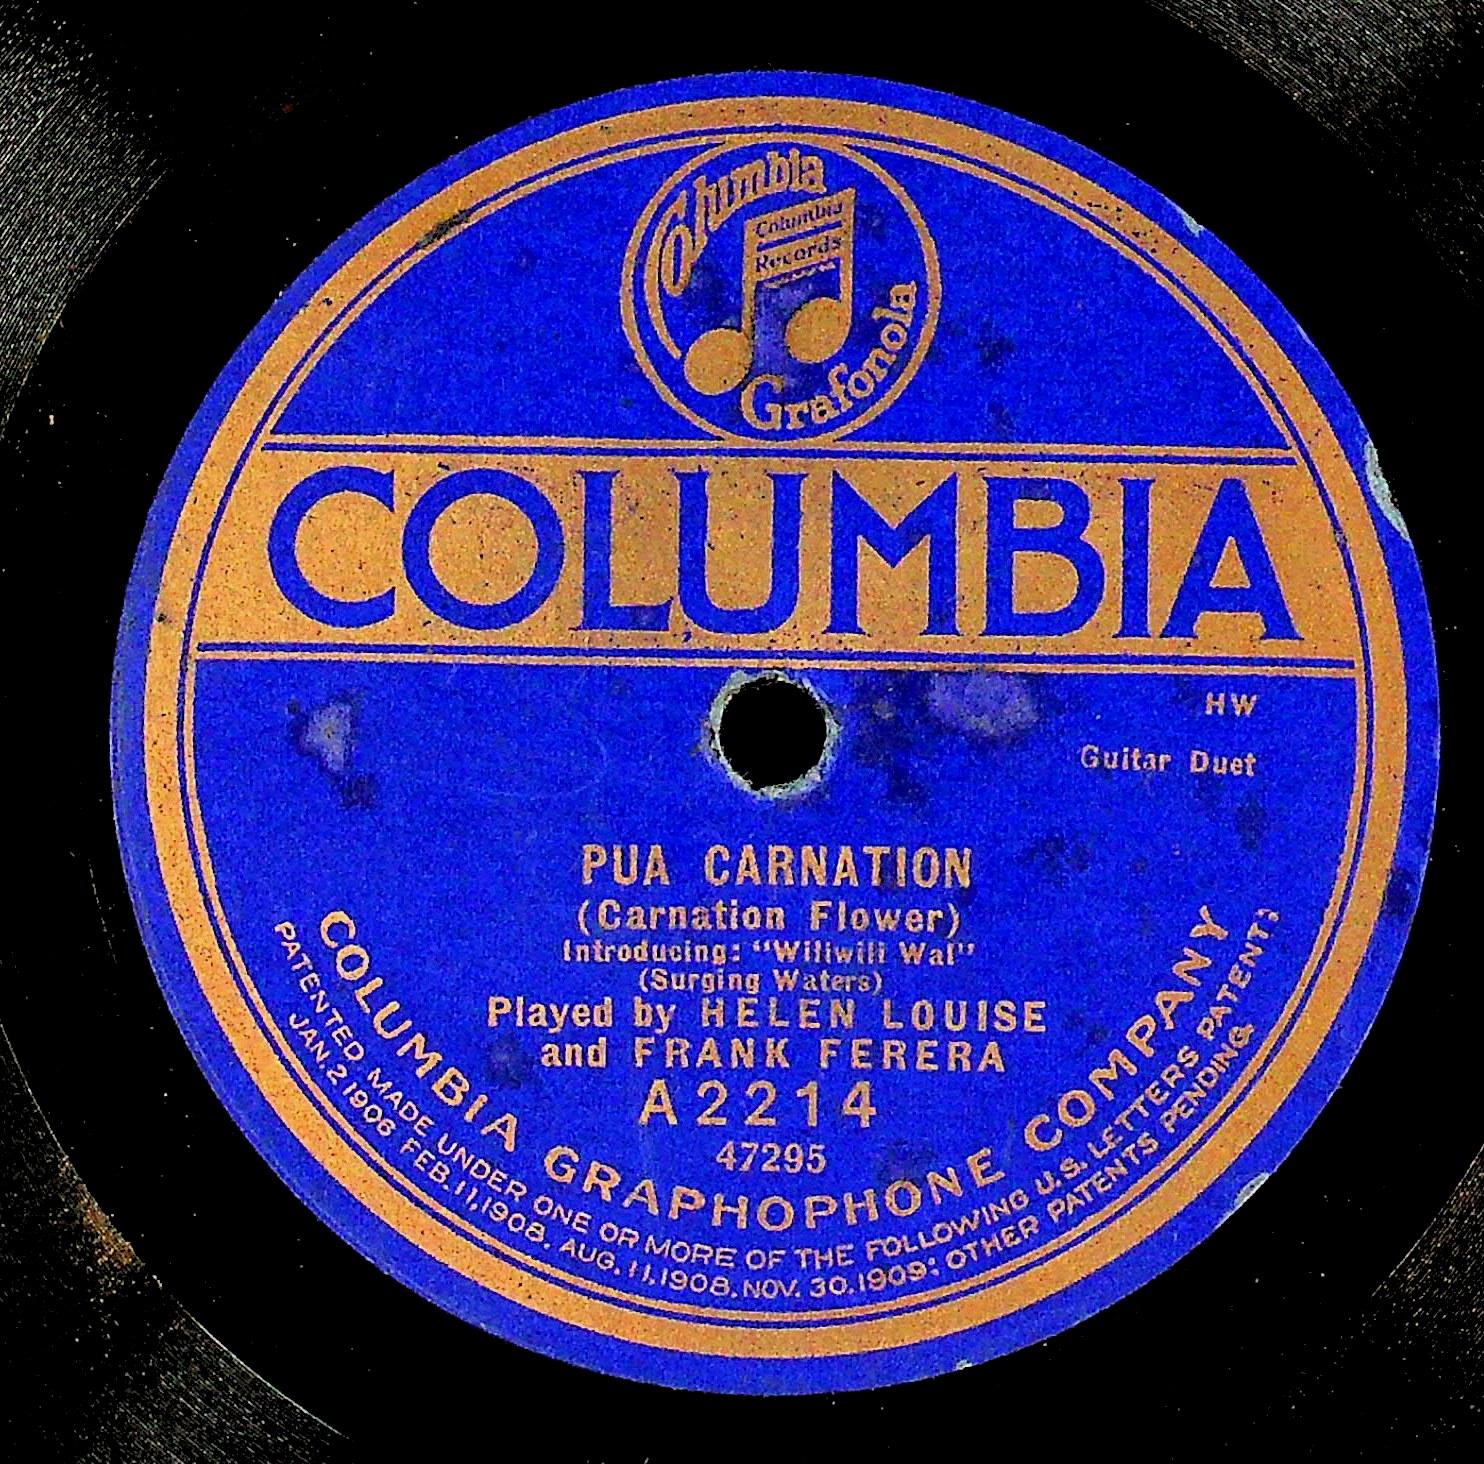 Columbia
Columbia
Records
Grafonola
COLUMBIA
HW
Guitar Duet
PUA CARNATION
(Carnation Flower)
Introducing: "Wiliwili Wai"
(Surging Waters)
Played by HELEN LOUISE
and FRANK FERERA
A2214
47295
COLUMBIA GRAPHOPHONE COMPANY
PATENTED MADE UNDER ONE OR MORE OF THE FOLLOWING U.S. LETTERS PATENT;
JAN. 2 1906 FEB. 11, 1908. AUG. 11, 1908. NOV. 30. 1909: OTHER PATENTS PENDING.